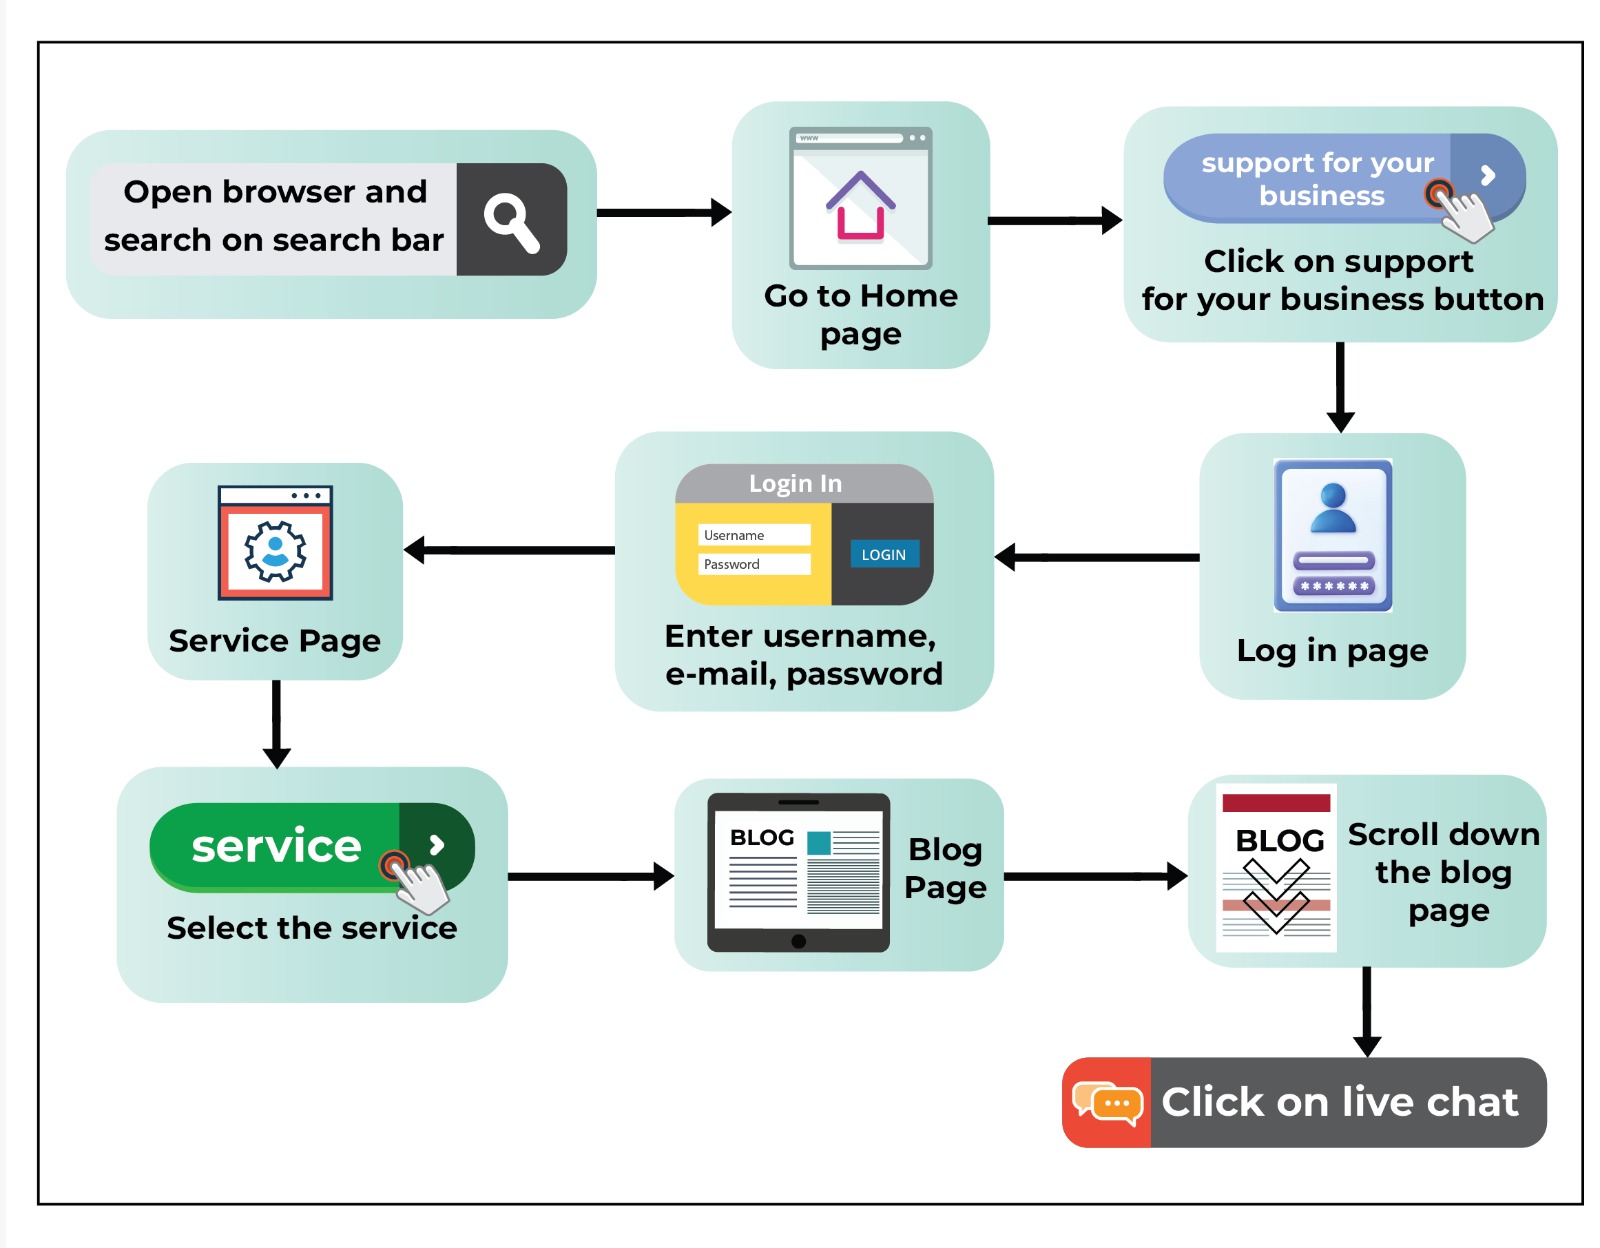 Open browser and
search on search bar
www
Go to Home
page
support for your
business
Click on support
for your business button
Service Page
Login In
Username
Password
LOGIN
Enter username,
e-mail, password
******
Log in page
service
Select the service
BLOG
Blog
Page
BLOG
Scroll down
the blog
page
Click on live chat